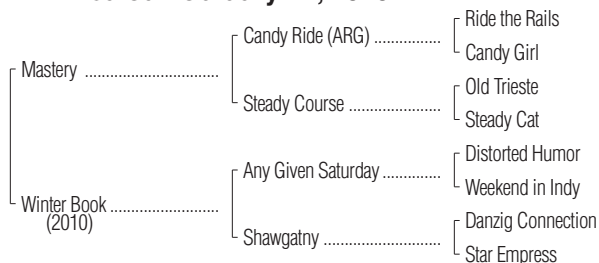 Ride the Rails
Candy Ride (ARG) ................
Candy Girl
Mastery ...........................
Old Trieste
Steady Course ..................
Steady Cat
Distorted Humor
Any Given Saturday ............
Weekend in Indy
Winter Book ......................
(2010)
Danzig Connection
Shawgatny ......................
Star Empress